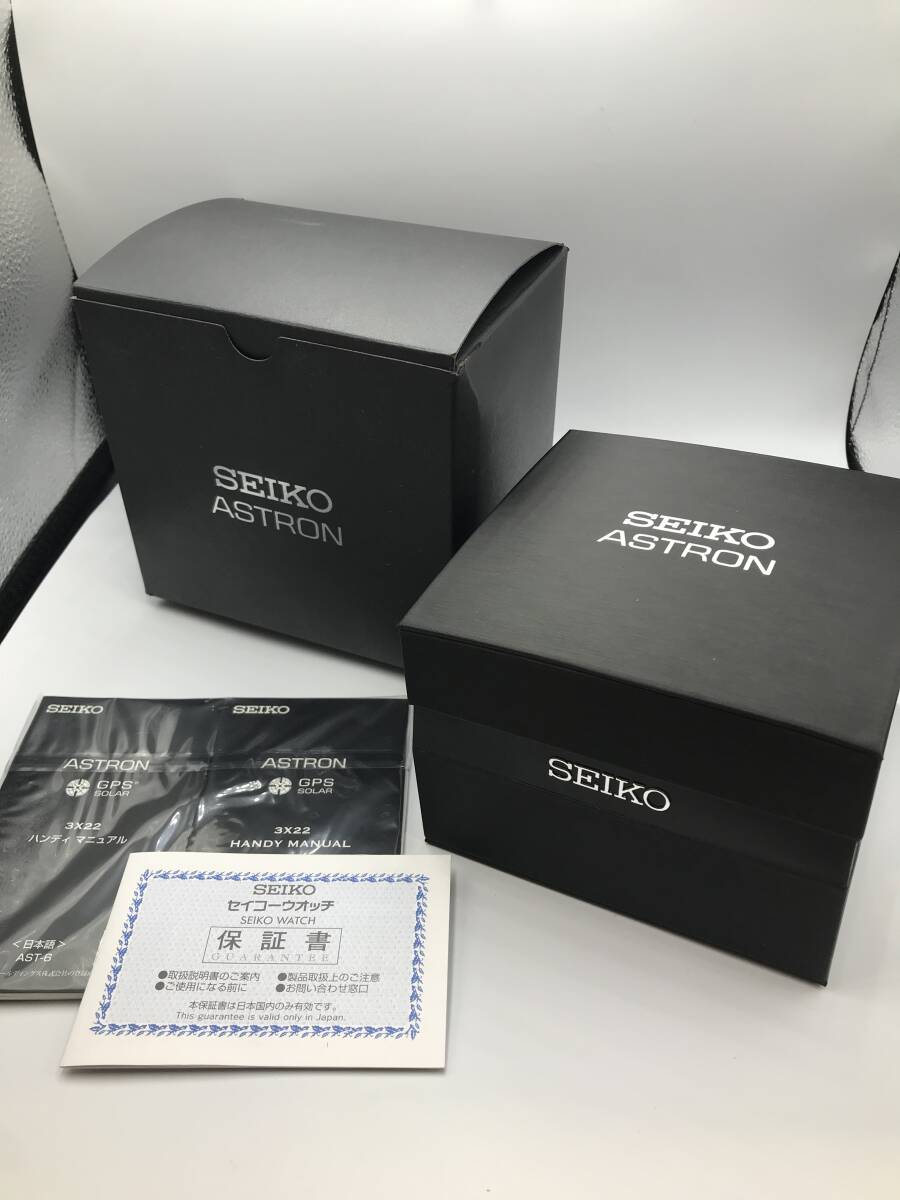 SEIKO
ASTRON
SEIKO
ASTRON
SEIKO
SEIKO
ASTRON
GPS
SOLAR
3X22
ハンディ マニュアル
<日本語>
AST-6
SEIKO
ASTRON
GPS
SOLAR
3X22
HANDY MANUAL
SEIKO
セイコーウオッチ
SEIKO WATCH
保証書
GUARANTEE
●取扱説明書のご案内 ●製品取扱上のご注意
●ご使用になる前に ●お問い合わせ窓口
本保証書は日本国内のみ有効です。
This guarantee is valid only in Japan.